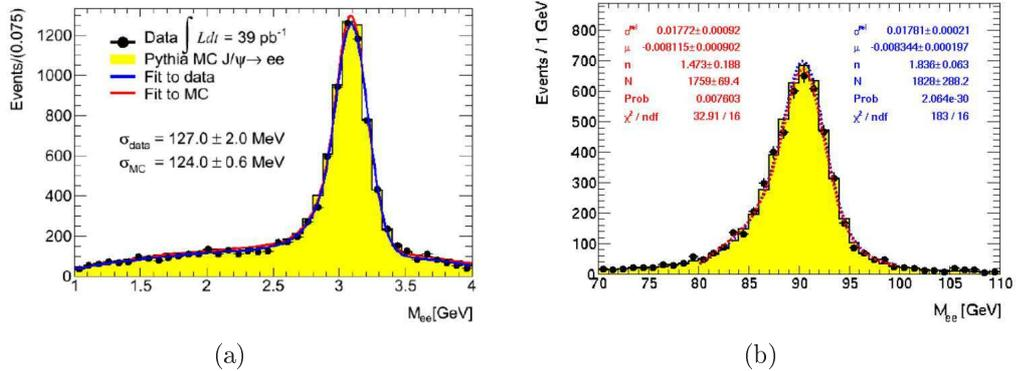 Events/(0.075)
1200
1000
800
600
400
200
0
Data ∫ Ldt = 39 pb⁻¹
Pythia MC J/ψ→ ee
Fit to data
Fit to MC
σdata = 127.0 ± 2.0 MeV
σMC = 124.0 ± 0.6 MeV
1 1.5 2 2.5 3 3.5 4
Mee[GeV]
(a)
Events / 1 GeV
800
700
600
500
400
300
200
100
0
σrel 0.01772±0.00092
μ -0.008115±0.000902
n 1.473±0.188
N 1759±69.4
Prob 0.007603
χ² / ndf 32.91 / 16
σrel 0.01781±0.00021
μ -0.008344±0.000197
n 1.836±0.063
N 1828±288.2
Prob 2.064e-30
χ² / ndf 183 / 16
70 75 80 85 90 95 100 105 110
Mee [GeV]
(b)